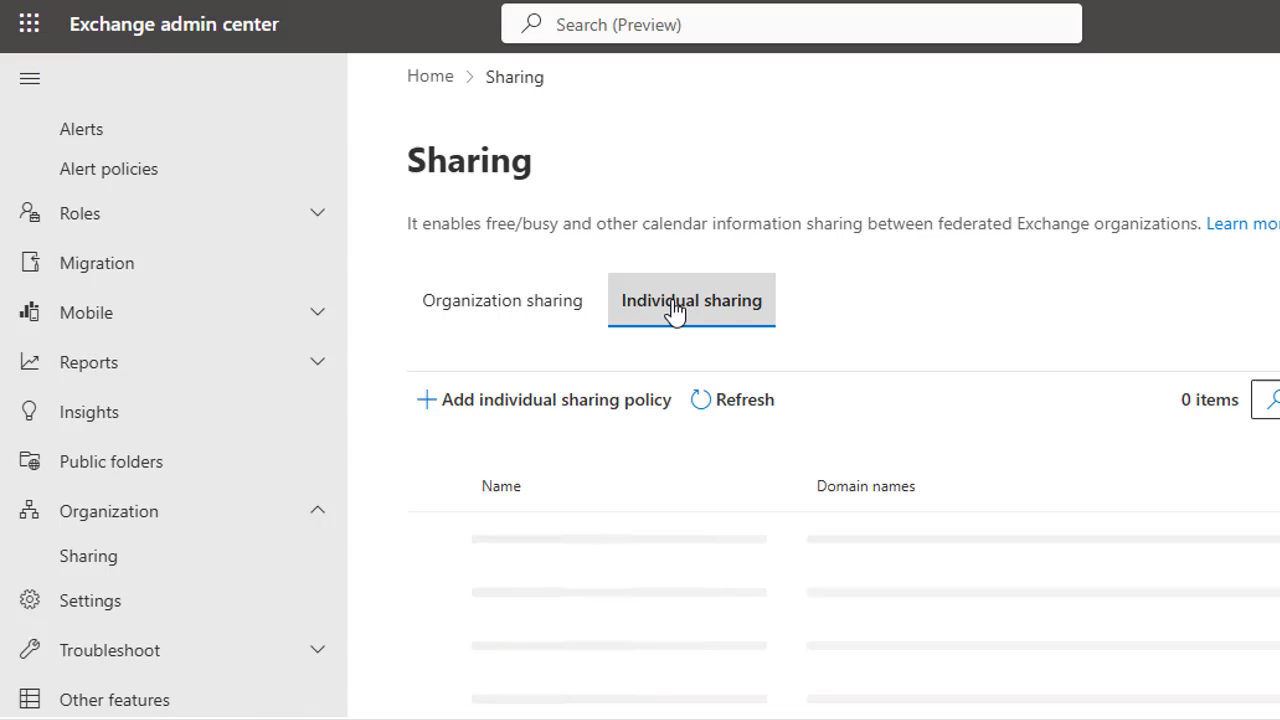 Exchange admin center
Search (Preview)
Home > Sharing
Alerts
Alert policies
Roles
Migration
Mobile
Reports
Insights
Public folders
Organization
Sharing
Settings
Troubleshoot
Other features
Sharing
It enables free/busy and other calendar information sharing between federated Exchange organizations. Learn mo
Organization sharing Individual sharing
+ Add individual sharing policy Refresh 0 items
Name Domain names